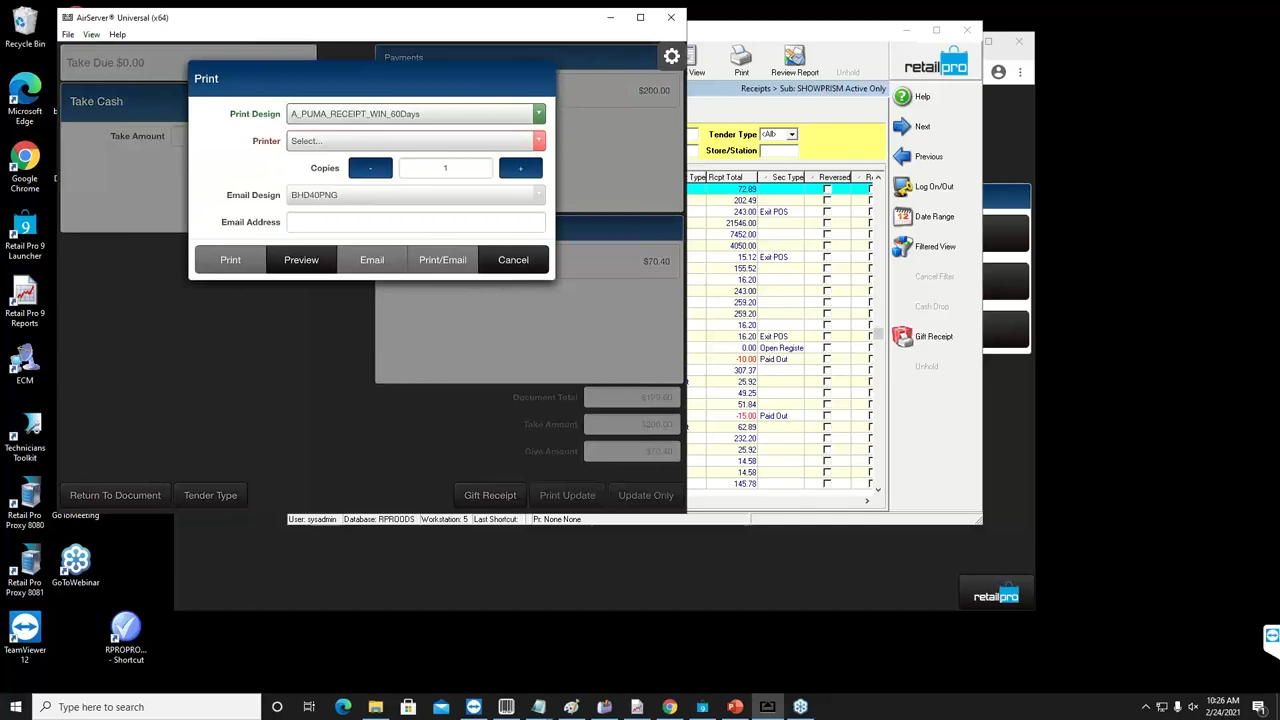 Recycle Bin
Microsoft Edge
Google Chrome
Retail Pro 9 Launcher
Retail Pro 9 Reports
ECM
Technicians Toolkit
Retail Pro Proxy 8080
GoToMeeting
Retail Pro Proxy 8081
GoToWebinar
TeamViewer 12
RPROPRO... - Shortcut
AirServer® Universal (x64)
File View Help
Take Due $0.00
Take Cash
Take Amount
Payments
$200.00
$70.40
Print
Print Design A_PUMA_RECEIPT_WIN_60Days
Printer Select...
Copies - 1 +
Email Design BHD40PNG
Email Address
Print Preview Email Print/Email Cancel
Document Total $129.60
Take Amount $200.00
Give Amount $70.40
Return To Document Tender Type Gift Receipt Print Update Update Only
View Print Review Report Unhold
Receipts > Sub: SHOWPRISM Active Only
Tender Type <All>
Store/Station
Type Rcpt Total Sec Type Reversed
72.89
202.49
243.00 Exit POS
21546.00
7452.00
4050.00
15.12 Exit POS
155.52
16.20
243.00
259.20
259.20
16.20
16.20 Exit POS
0.00 Open Registe
-10.00 Paid Out
307.37
25.92
49.25
51.84
-15.00 Paid Out
62.89
232.20
25.92
14.58
14.58
145.78
User: sysadmin Database: RPROODS Workstation: 5 Last Shortcut: Pr: None None
retailpro
Help
Next
Previous
Log On/Out
Date Range
Filtered View
Cancel Filter
Cash Drop
Gift Receipt
Unhold
retailpro
Type here to search
10:26 AM
2/24/2021